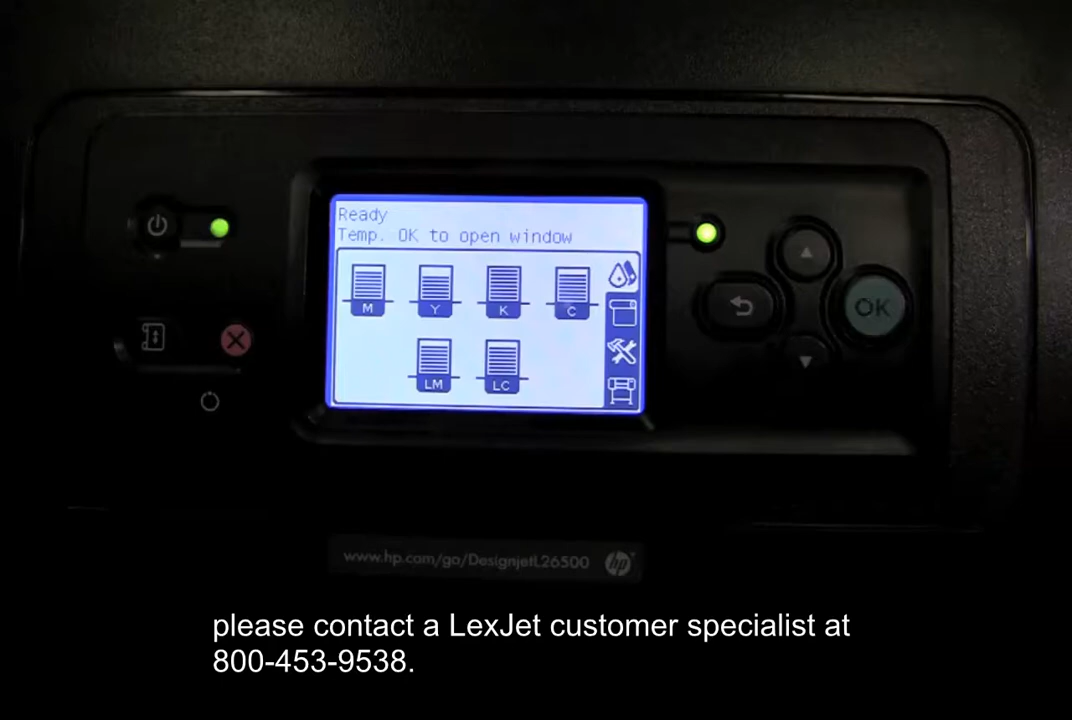 Ready
Temp. OK to open window
M Y K C
LM LC
OK
www.hp.com/go/DesignjetL26500 hp
please contact a LexJet customer specialist at
800-453-9538.